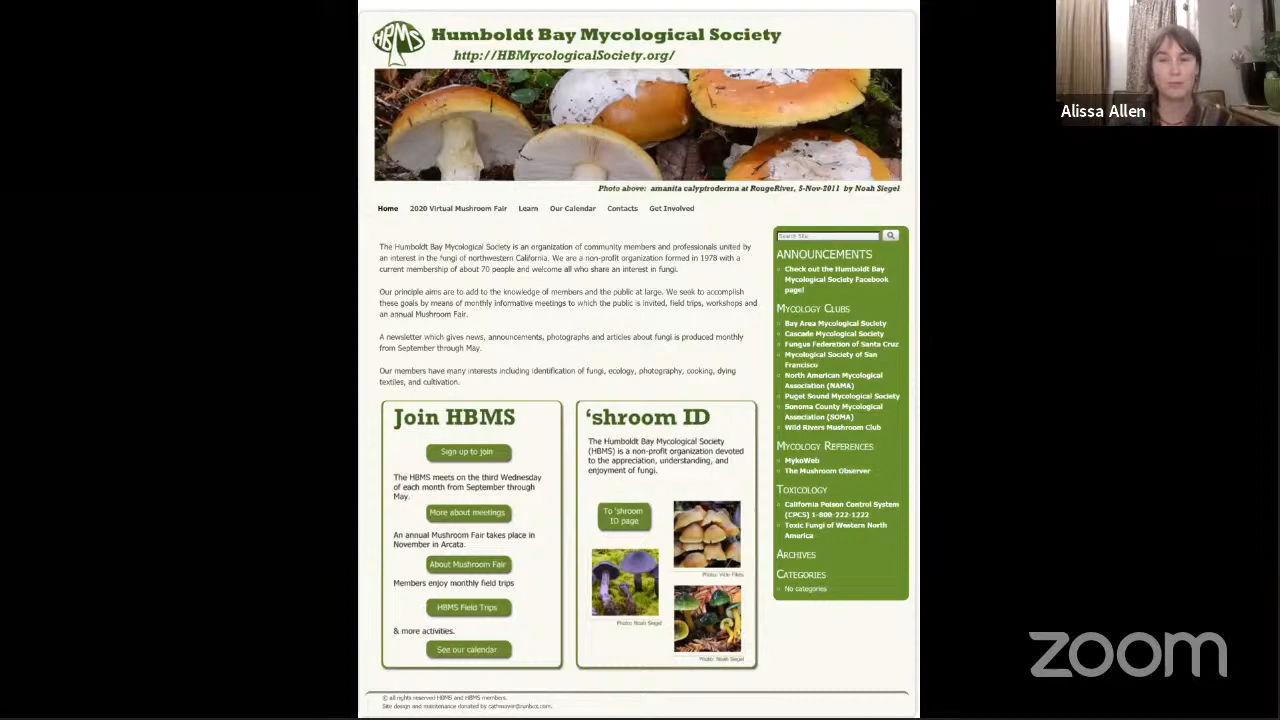 HBMS
Humboldt Bay Mycological Society
http://HBMycologicalSociety.org/
Alissa Allen
Photo above: amanita calyptroderma at RougeRiver, 5-Nov-2011 by Noah Siegel
Home 2020 Virtual Mushroom Fair Learn Our Calendar Contacts Get Involved
The Humboldt Bay Mycological Society is an organization of community members and professionals united by
an interest in the fungi of northwestern California. We are a non-profit organization formed in 1978 with a
current membership of about 70 people and welcome all who share an interest in fungi.
Our principle aims are to add to the knowledge of members and the public at large. We seek to accomplish
these goals by means of monthly informative meetings to which the public is invited, field trips, workshops and
an annual Mushroom Fair.
A newsletter which gives news, announcements, photographs and articles about fungi is produced monthly
from September through May.
Our members have many interests including identification of fungi, ecology, photography, cooking, dying
textiles, and cultivation.
Join HBMS
Sign up to join
The HBMS meets on the third Wednesday
of each month from September through
May.
More about meetings
An annual Mushroom Fair takes place in
November in Arcata.
About Mushroom Fair
Members enjoy monthly field trips
HBMS Field Trips
& more activities.
See our calendar
‘shroom ID
The Humboldt Bay Mycological Society
(HBMS) is a non-profit organization devoted
to the appreciation, understanding, and
enjoyment of fungi.
To 'shroom
ID page
Photo: Noah Siegel
Photo: Noah Siegel
Search Site
ANNOUNCEMENTS
Check out the Humboldt Bay
Mycological Society Facebook
page!
MYCOLOGY CLUBS
Bay Area Mycological Society
Cascade Mycological Society
Fungus Federation of Santa Cruz
Mycological Society of San
Francisco
North American Mycological
Association (NAMA)
Puget Sound Mycological Society
Sonoma County Mycological
Association (SOMA)
Wild Rivers Mushroom Club
MYCOLOGY REFERENCES
MykoWeb
The Mushroom Observer
TOXICOLOGY
California Poison Control System
(CPCS) 1-800-222-1222
Toxic Fungi of Western North
America
ARCHIVES
CATEGORIES
No categories
© all rights reserved HBMS and HBMS members.
Site design and maintenance donated by
zoom